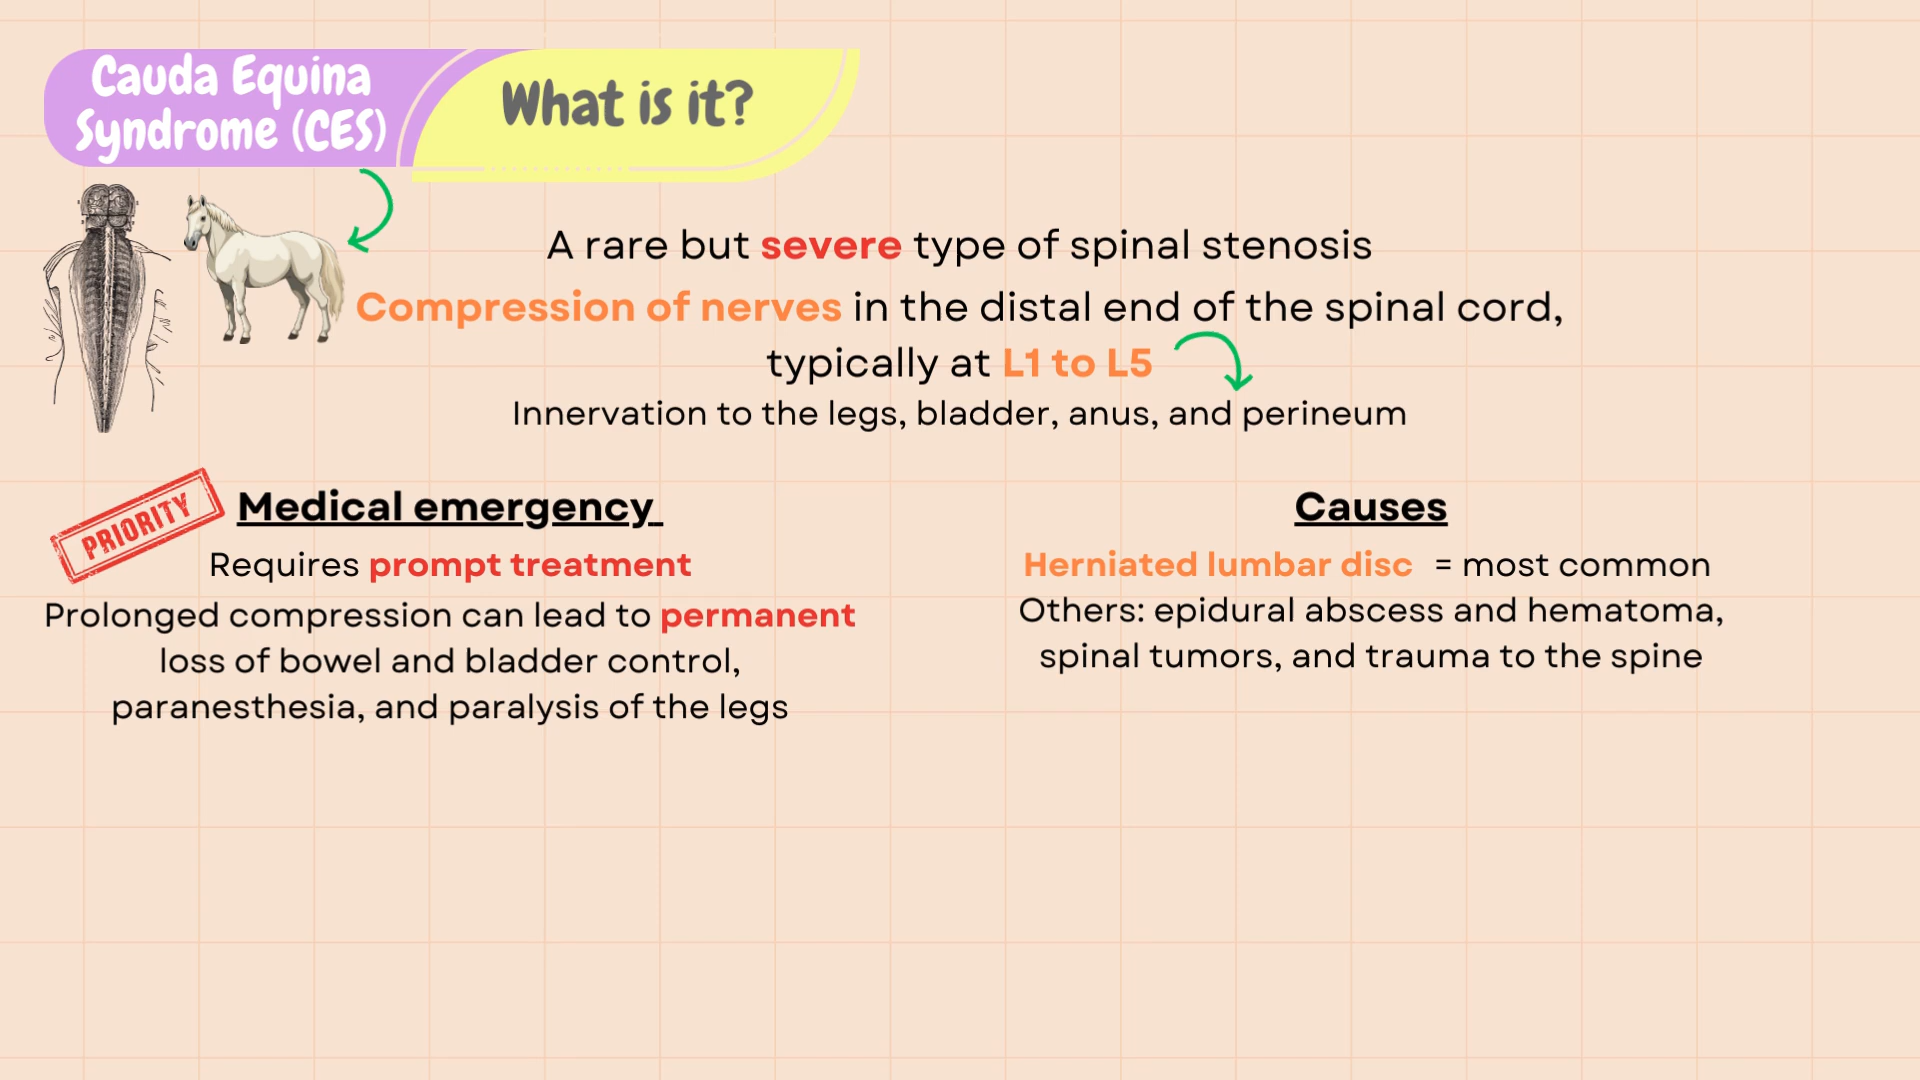 Cauda Equina
Syndrome (CES)
What is it?
A rare but severe type of spinal stenosis
Compression of nerves in the distal end of the spinal cord,
typically at L1 to L5
Innervation to the legs, bladder, anus, and perineum
PRIORITY
Medical emergency
Requires prompt treatment
Prolonged compression can lead to permanent
loss of bowel and bladder control,
paranesthesia, and paralysis of the legs
Causes
Herniated lumbar disc = most common
Others: epidural abscess and hematoma,
spinal tumors, and trauma to the spine